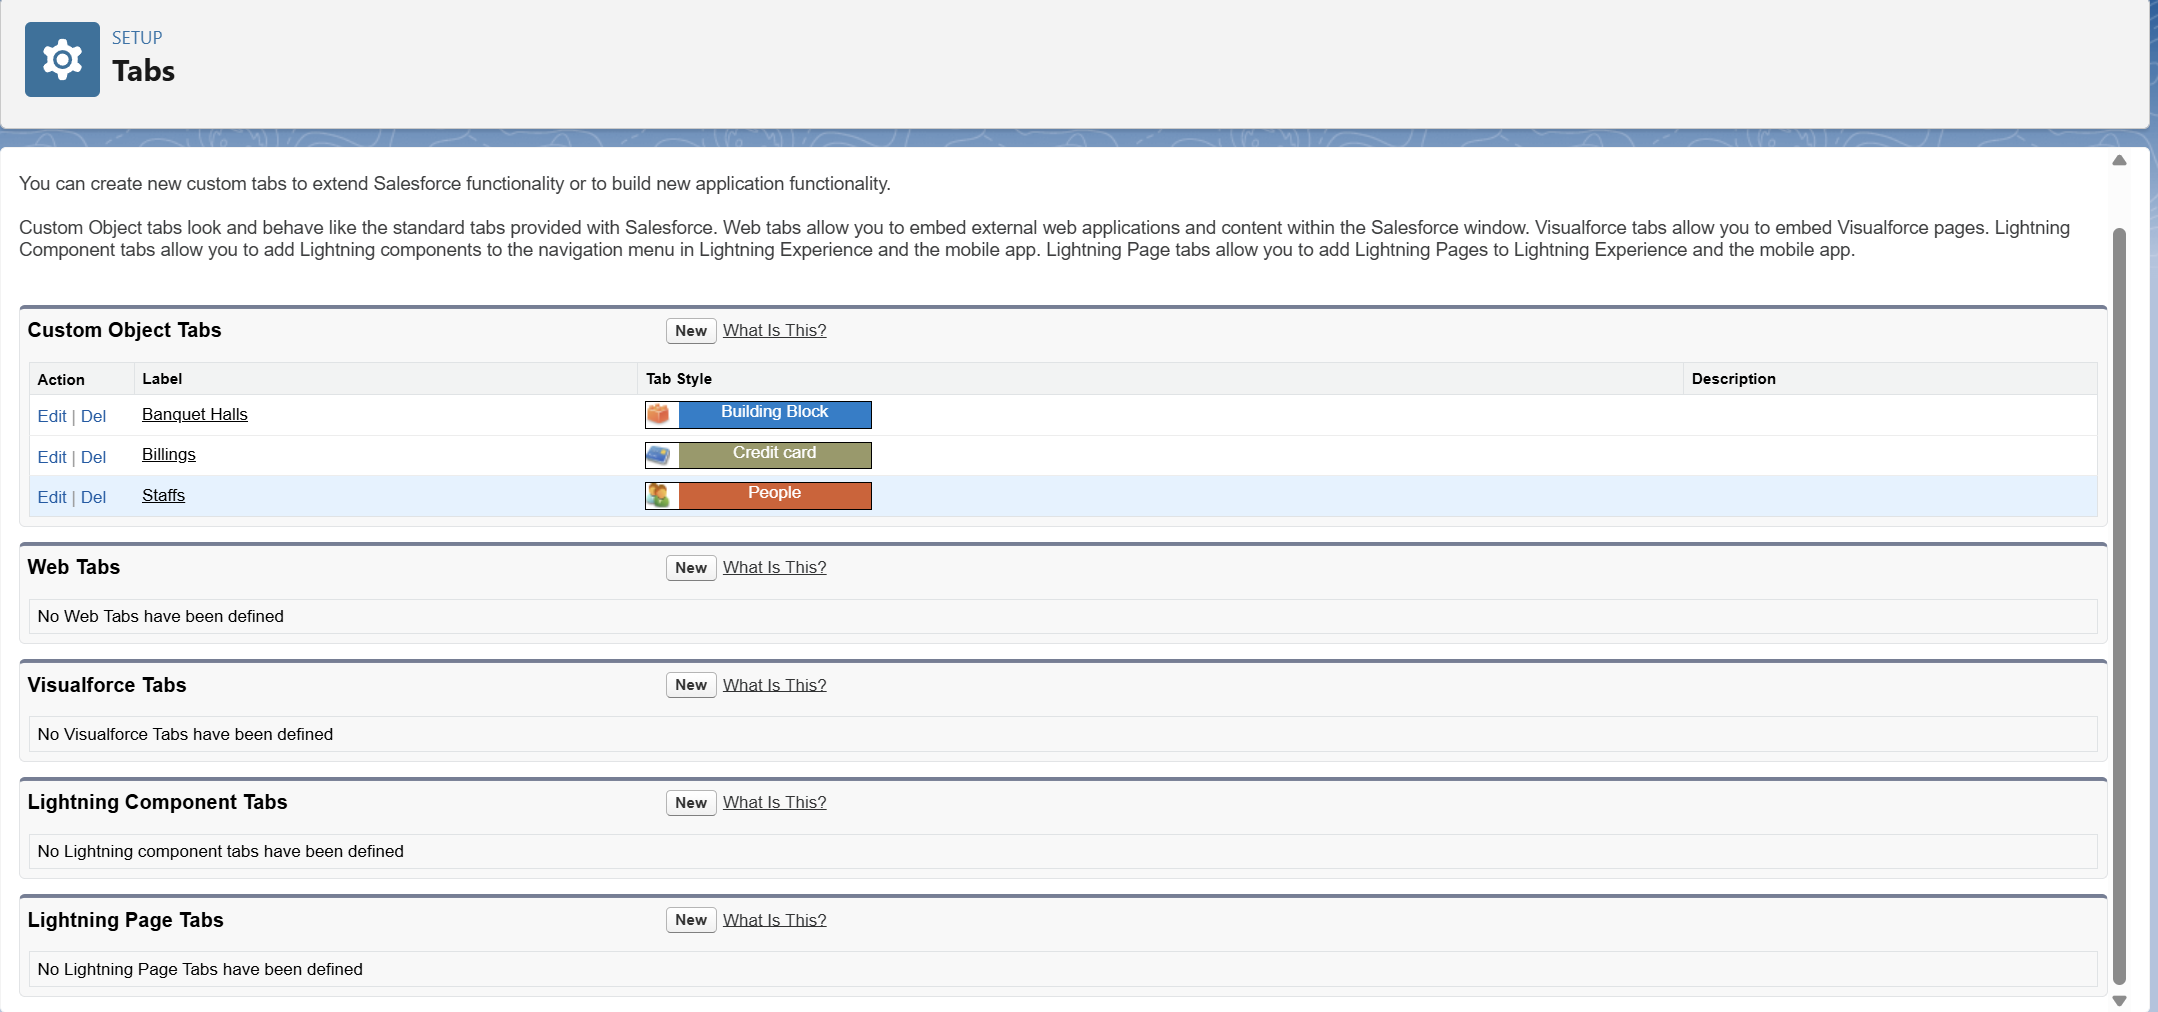 SETUP
Tabs
You can create new custom tabs to extend Salesforce functionality or to build new application functionality.
Custom Object tabs look and behave like the standard tabs provided with Salesforce. Web tabs allow you to embed external web applications and content within the Salesforce window. Visualforce tabs allow you to embed Visualforce pages. Lightning
Component tabs allow you to add Lightning components to the navigation menu in Lightning Experience and the mobile app. Lightning Page tabs allow you to add Lightning Pages to Lightning Experience and the mobile app.
Custom Object Tabs New What Is This?
Action Label Tab Style Description
Edit | Del Banquet Halls Building Block
Edit | Del Billings Credit card
Edit | Del Staffs People
Web Tabs New What Is This?
No Web Tabs have been defined
Visualforce Tabs New What Is This?
No Visualforce Tabs have been defined
Lightning Component Tabs New What Is This?
No Lightning component tabs have been defined
Lightning Page Tabs New What Is This?
No Lightning Page Tabs have been defined